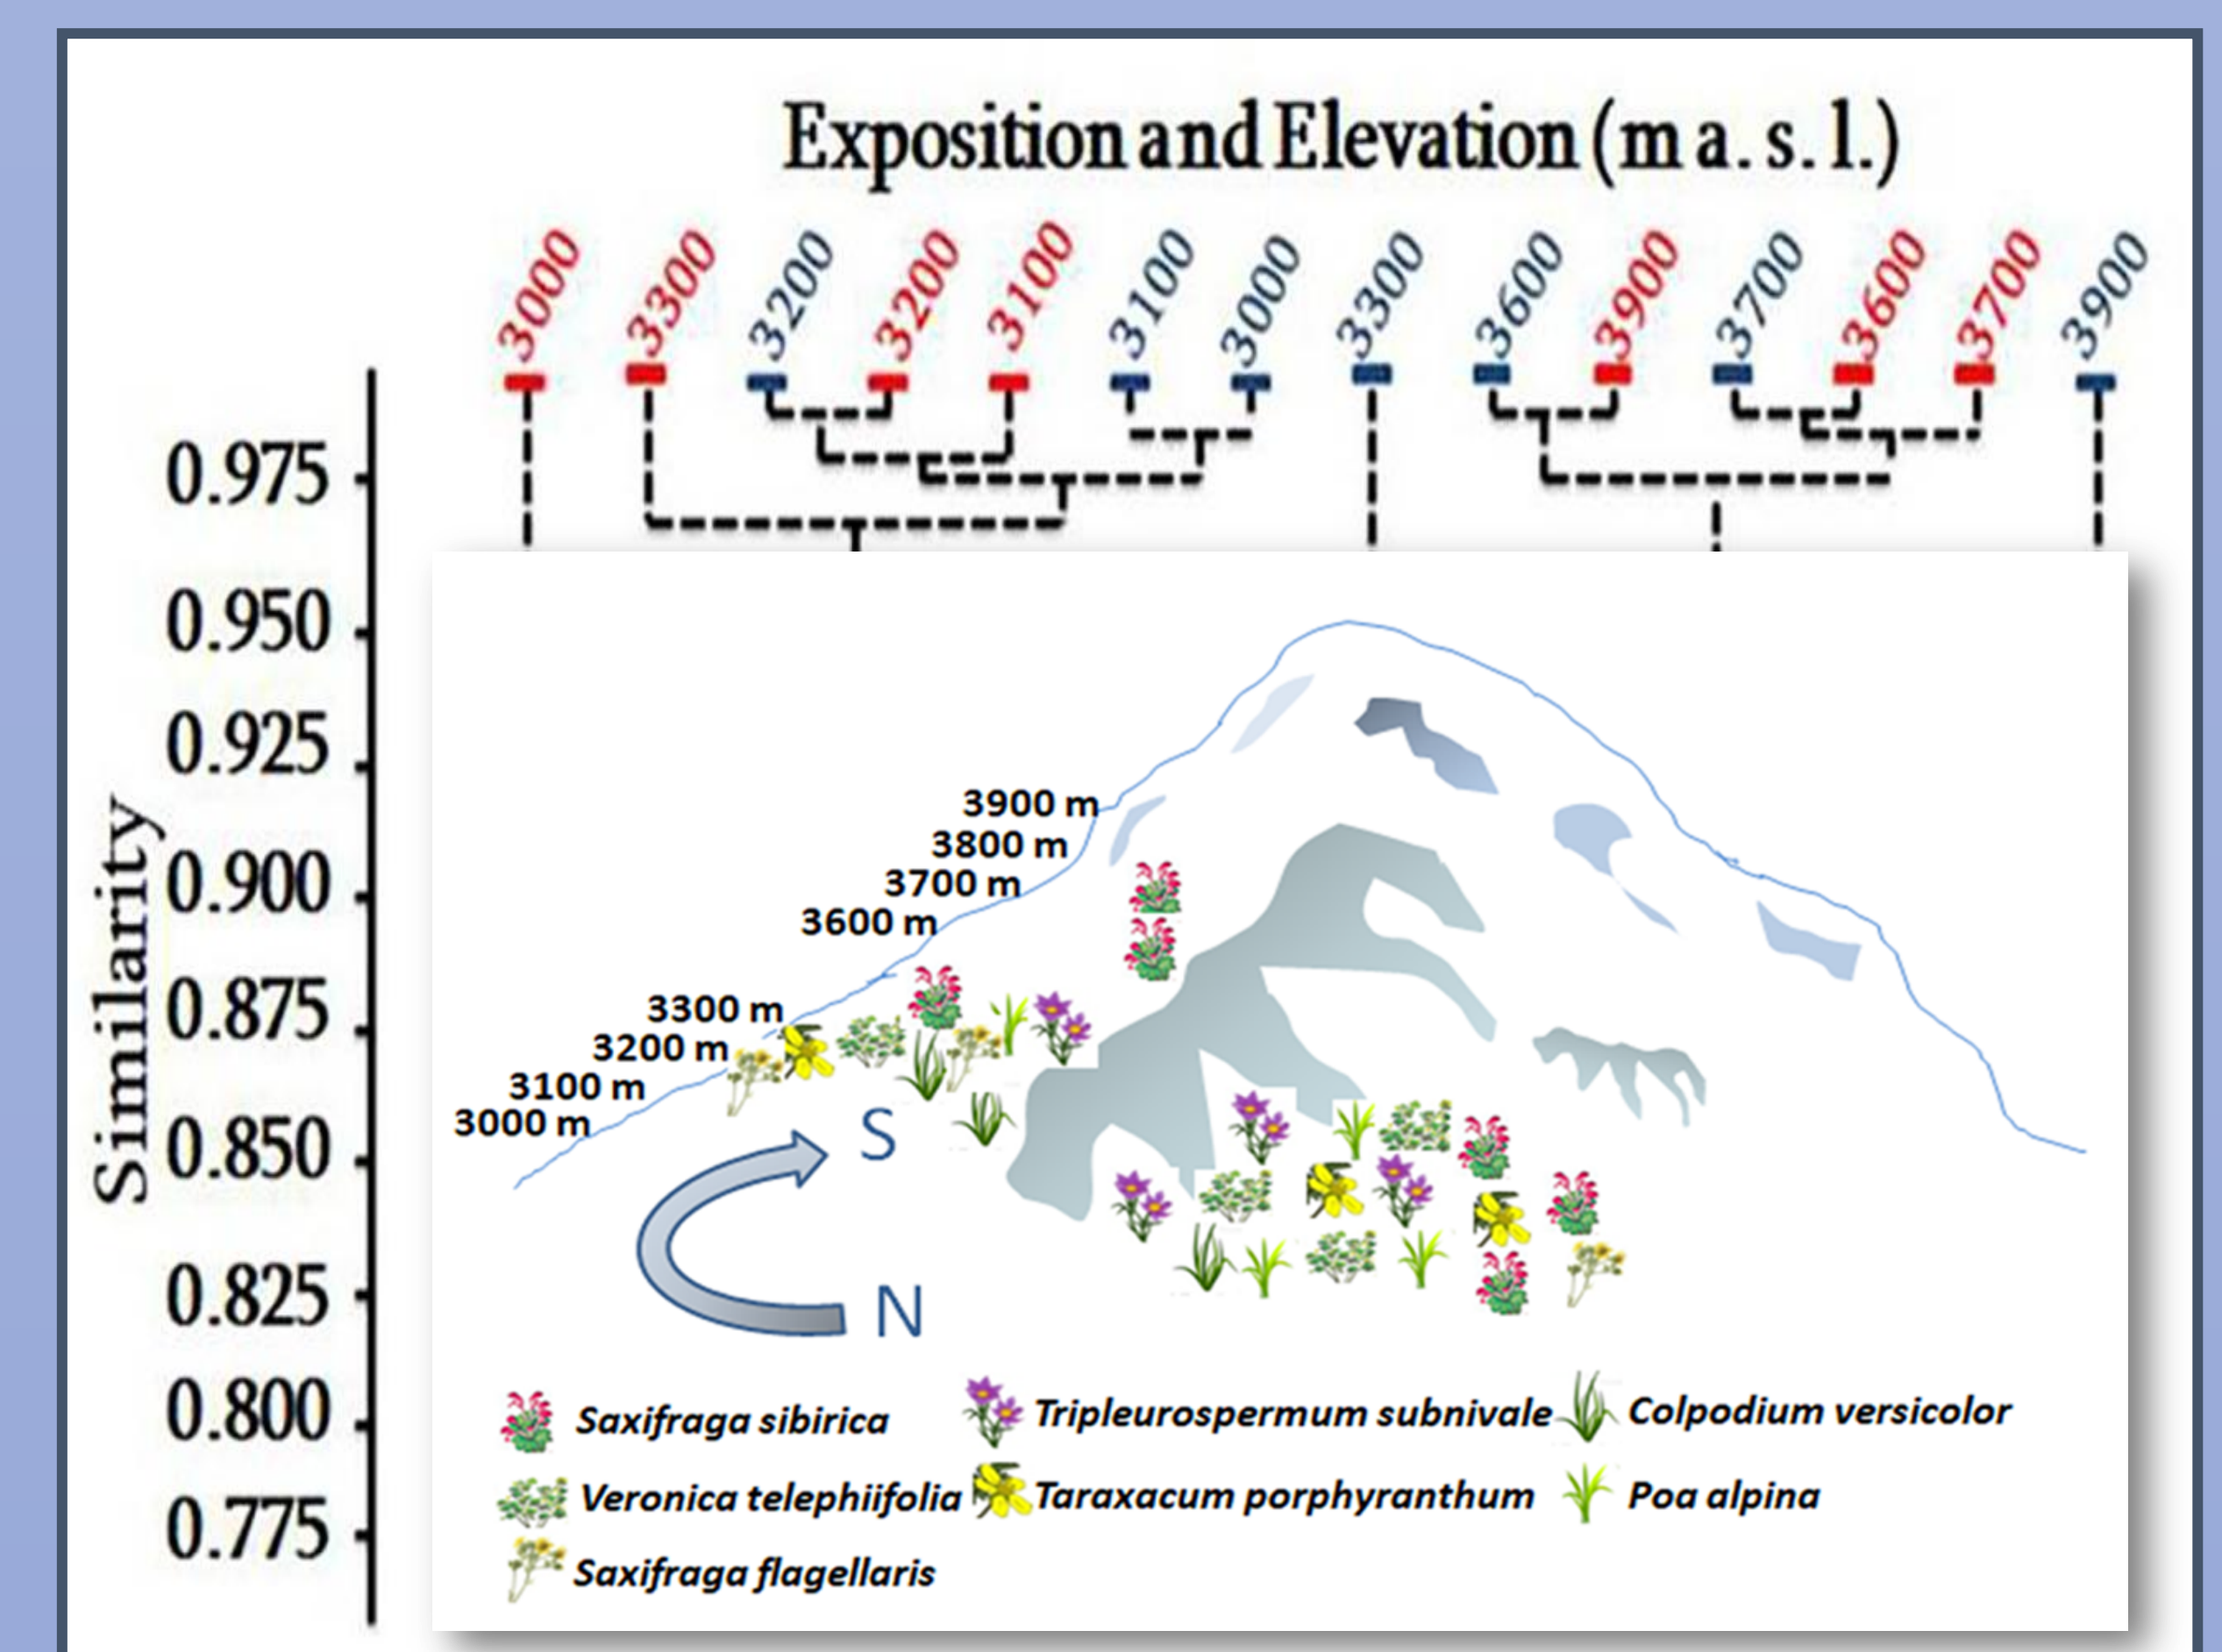 Exposition and Elevation (m a. s. l.)
3000 3300 3200 3200 3100 3100 3000 3300 3600 3900 3700 3600 3700 3900
Similarity
0.975
0.950
0.925
0.900
0.875
0.850
0.825
0.800
0.775
3900 m
3800 m
3700 m
3600 m
3300 m
3200 m
3100 m
3000 m
S
N
Saxifraga sibirica
Tripleurospermum subnivale
Colpodium versicolor
Veronica telephiifolia
Taraxacum porphyranthum
Poa alpina
Saxifraga flagellaris